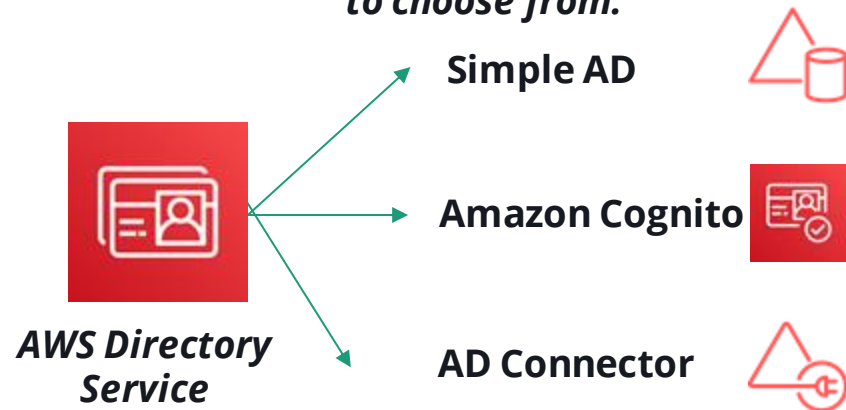 to choose from:
Simple AD
Amazon Cognito
AWS Directory
Service
AD Connector